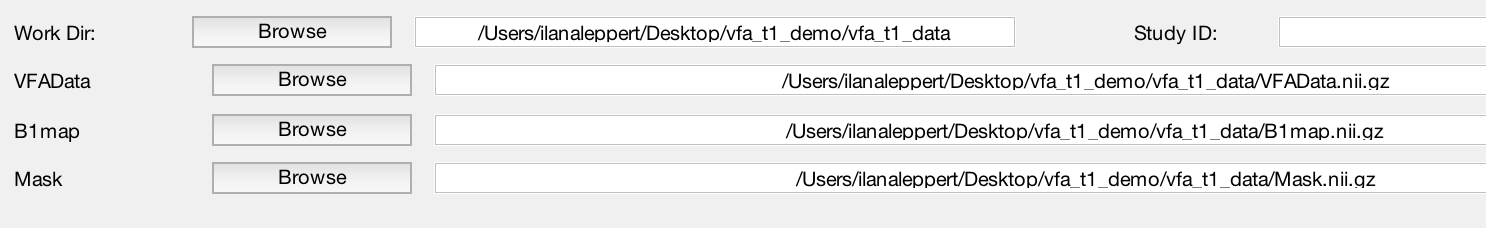 Work Dir: Browse /Users/ilanaleppert/Desktop/vfa_t1_demo/vfa_t1_data Study ID:
VFAData Browse /Users/ilanaleppert/Desktop/vfa_t1_demo/vfa_t1_data/VFAData.nii.gz
B1map Browse /Users/ilanaleppert/Desktop/vfa_t1_demo/vfa_t1_data/B1map.nii.gz
Mask Browse /Users/ilanaleppert/Desktop/vfa_t1_demo/vfa_t1_data/Mask.nii.gz